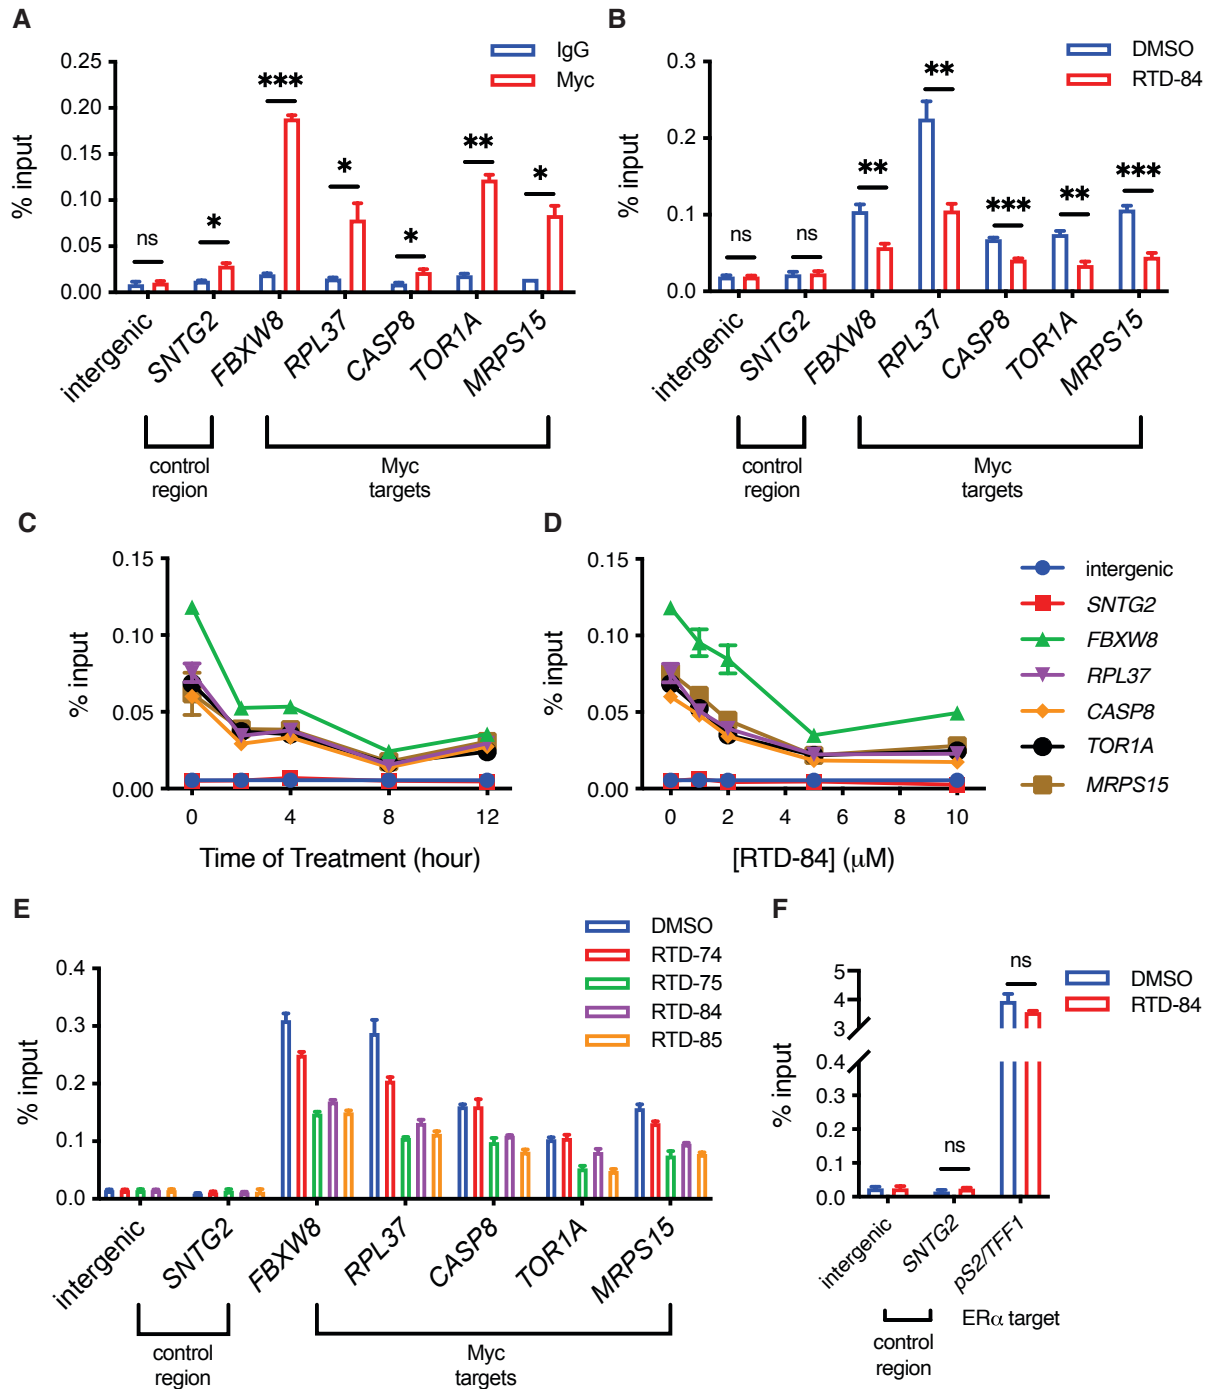 A
IgG
Myc
% input
0.25
0.20
0.15
0.10
0.05
0.00
ns
*
***
*
*
**
*
intergenic
SNTG2
FBXW8
RPL37
CASP8
TOR1A
MRPS15
control
region
Myc
targets
B
DMSO
RTD-84
% input
0.3
0.2
0.1
0.0
ns
ns
**
**
***
**
***
intergenic
SNTG2
FBXW8
RPL37
CASP8
TOR1A
MRPS15
control
region
Myc
targets
C
% input
0.15
0.10
0.05
0.00
0 4 8 12
Time of Treatment (hour)
D
% input
0.15
0.10
0.05
0.00
0 2 4 6 8 10
[RTD-84] (μM)
intergenic
SNTG2
FBXW8
RPL37
CASP8
TOR1A
MRPS15
E
DMSO
RTD-74
RTD-75
RTD-84
RTD-85
% input
0.4
0.3
0.2
0.1
0.0
intergenic
SNTG2
FBXW8
RPL37
CASP8
TOR1A
MRPS15
control
region
Myc
targets
F
DMSO
RTD-84
% input
5
4
3
0.4
0.3
0.2
0.1
0.0
ns
ns
intergenic
SNTG2
pS2/TFF1
control
region
ERα target